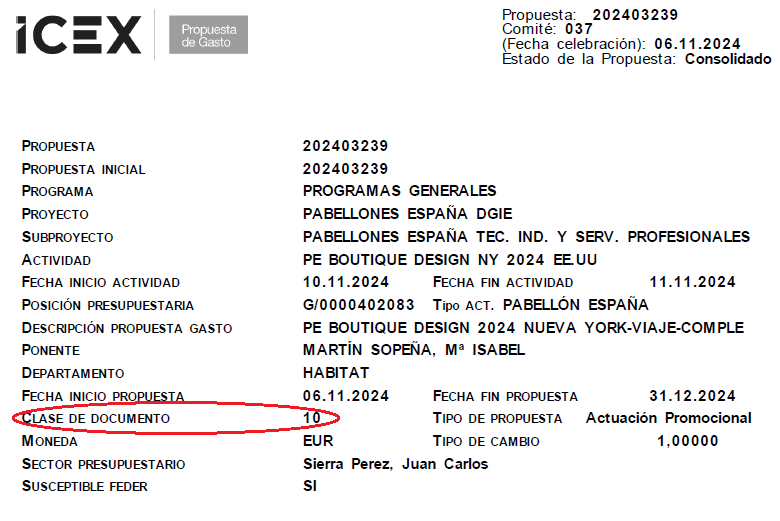 ICEX
Propuesta
de Gasto
Propuesta: 202403239
Comité: 037
(Fecha celebración): 06.11.2024
Estado de la Propuesta: Consolidado
PROPUESTA 202403239
PROPUESTA INICIAL 202403239
PROGRAMA PROGRAMAS GENERALES
PROYECTO PABELLONES ESPAÑA DGIE
SUBPROYECTO PABELLONES ESPAÑA TEC. IND. Y SERV. PROFESIONALES
ACTIVIDAD PE BOUTIQUE DESIGN NY 2024 EE.UU
FECHA INICIO ACTIVIDAD 10.11.2024 FECHA FIN ACTIVIDAD 11.11.2024
POSICIÓN PRESUPUESTARIA G/0000402083 Tipo ACT. PABELLÓN ESPAÑA
DESCRIPCIÓN PROPUESTA GASTO PE BOUTIQUE DESIGN 2024 NUEVA YORK-VIAJE-COMPLE
PONENTE MARTÍN SOPEÑA, Mª ISABEL
DEPARTAMENTO HABITAT
FECHA INICIO PROPUESTA 06.11.2024 FECHA FIN PROPUESTA 31.12.2024
CLASE DE DOCUMENTO 10 TIPO DE PROPUESTA Actuación Promocional
MONEDA EUR TIPO DE CAMBIO 1,00000
SECTOR PRESUPUESTARIO Sierra Perez, Juan Carlos
SUSCEPTIBLE FEDER SI